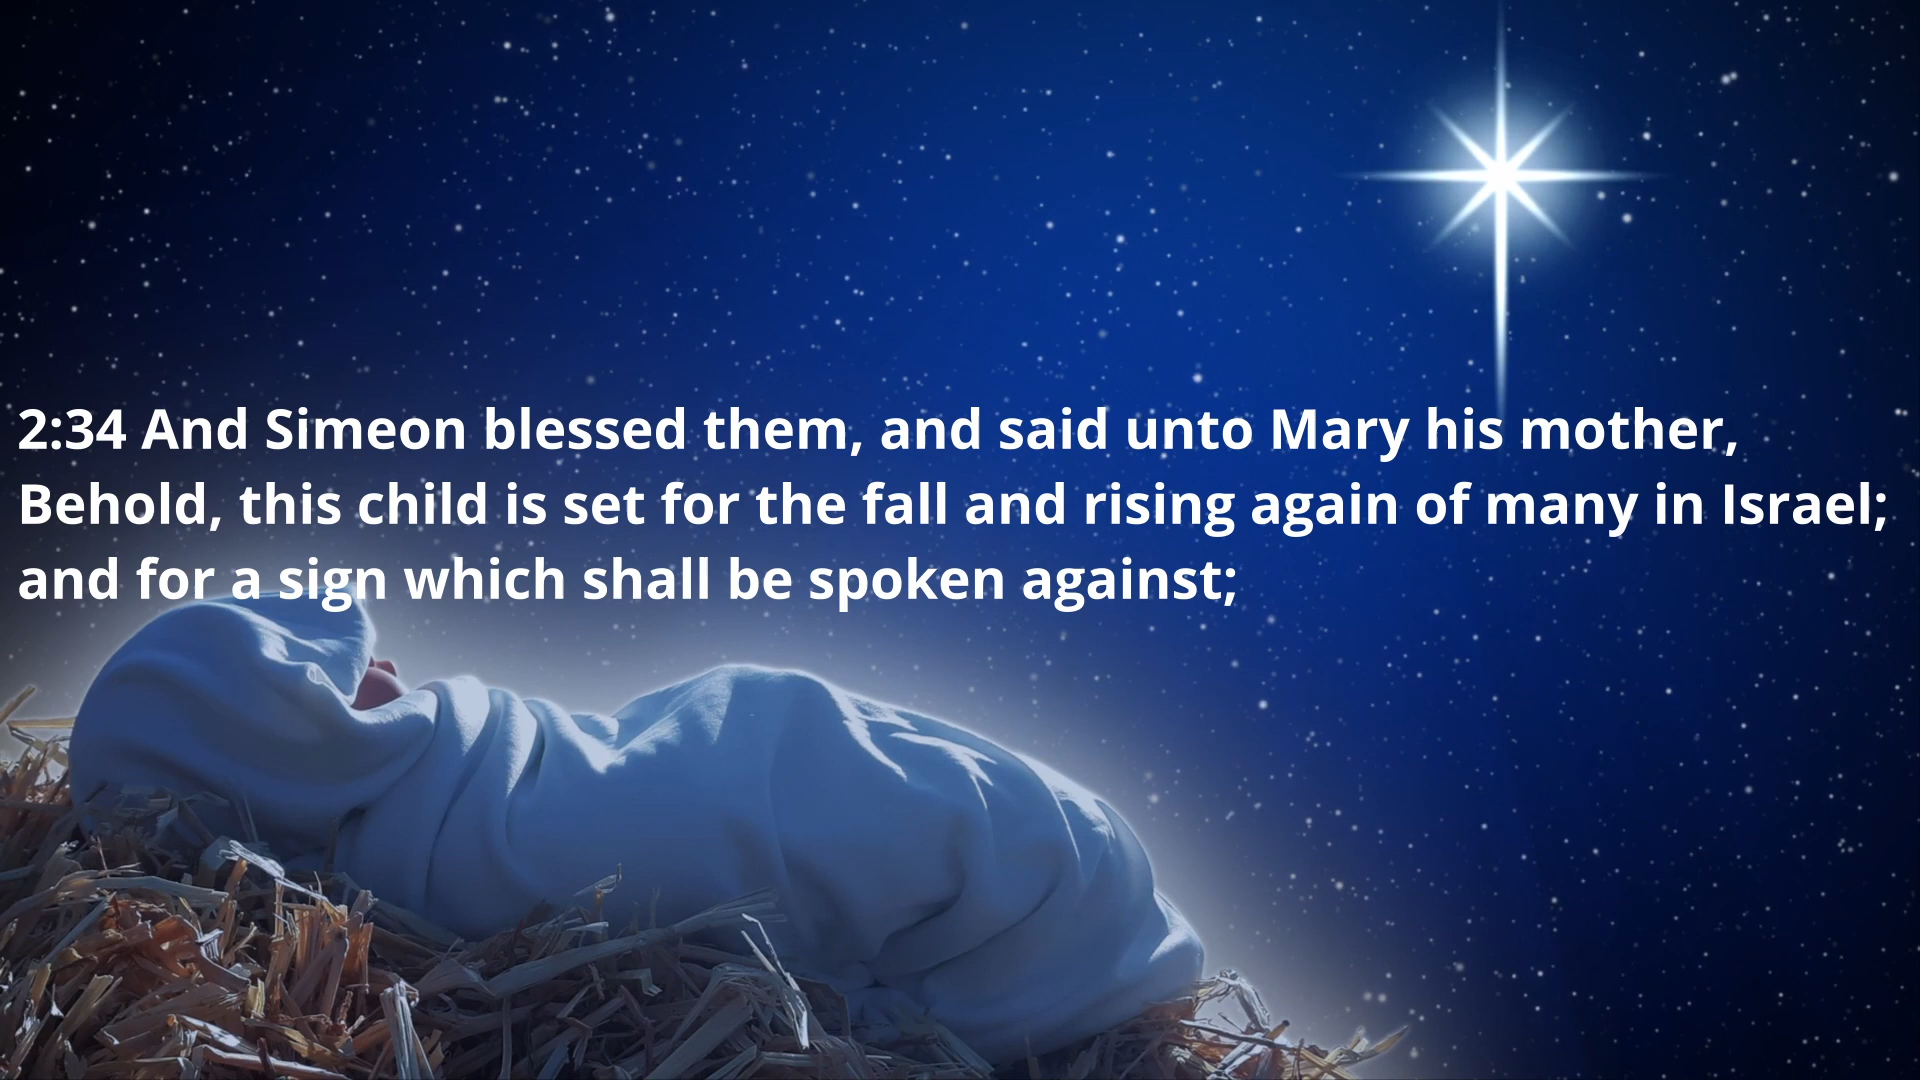 2:34 And Simeon blessed them, and said unto Mary his mother,
Behold, this child is set for the fall and rising again of many in Israel;
and for a sign which shall be spoken against;